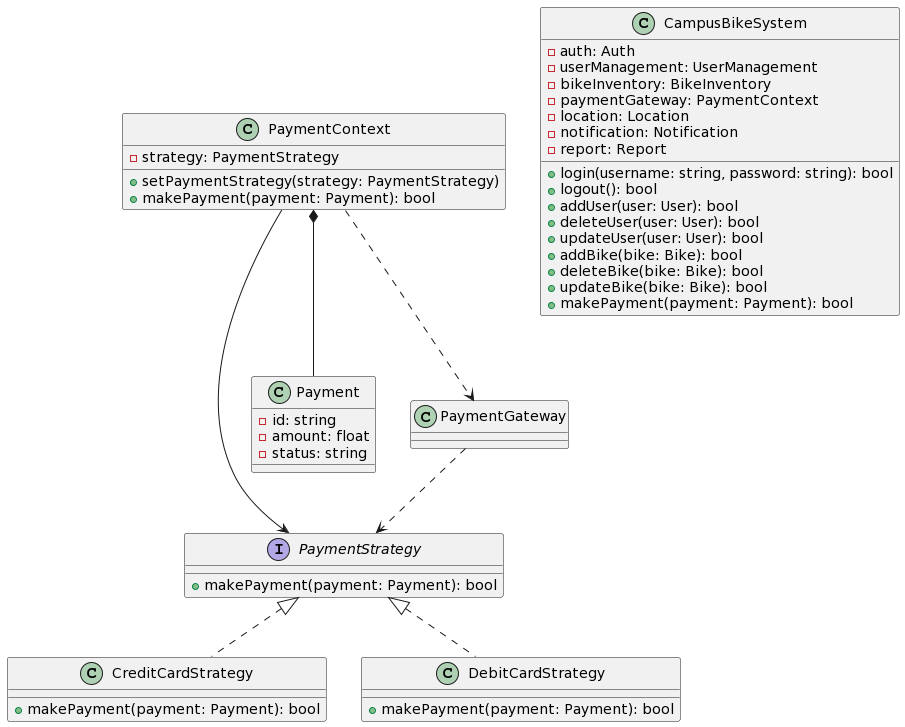 C CampusBikeSystem
auth: Auth
userManagement: UserManagement
bikeInventory: BikeInventory
paymentGateway: PaymentContext
location: Location
notification: Notification
report: Report
login(username: string, password: string): bool
logout(): bool
addUser(user: User): bool
deleteUser(user: User): bool
updateUser(user: User): bool
addBike(bike: Bike): bool
deleteBike(bike: Bike): bool
updateBike(bike: Bike): bool
makePayment(payment: Payment): bool
C PaymentContext
strategy: PaymentStrategy
setPaymentStrategy(strategy: PaymentStrategy)
makePayment(payment: Payment): bool
C Payment
id: string
amount: float
status: string
C PaymentGateway
I PaymentStrategy
makePayment(payment: Payment): bool
C CreditCardStrategy
makePayment(payment: Payment): bool
C DebitCardStrategy
makePayment(payment: Payment): bool